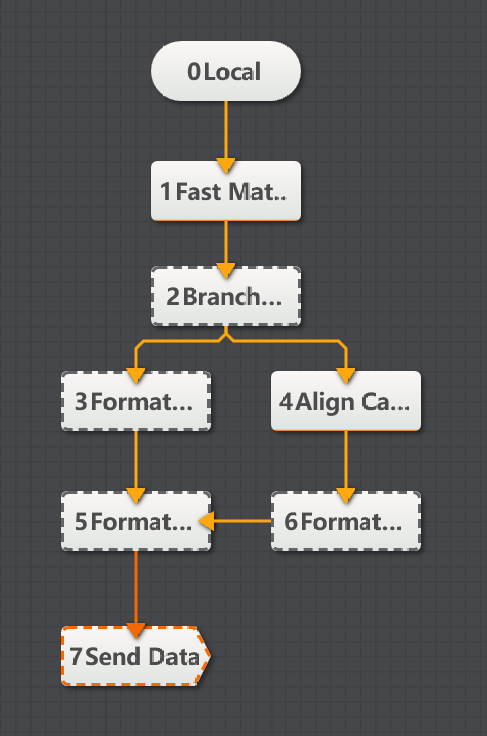 0Local
1Fast Mat..
2Branch...
3Format...
4Align Ca...
5Format...
6Format...
7Send Data